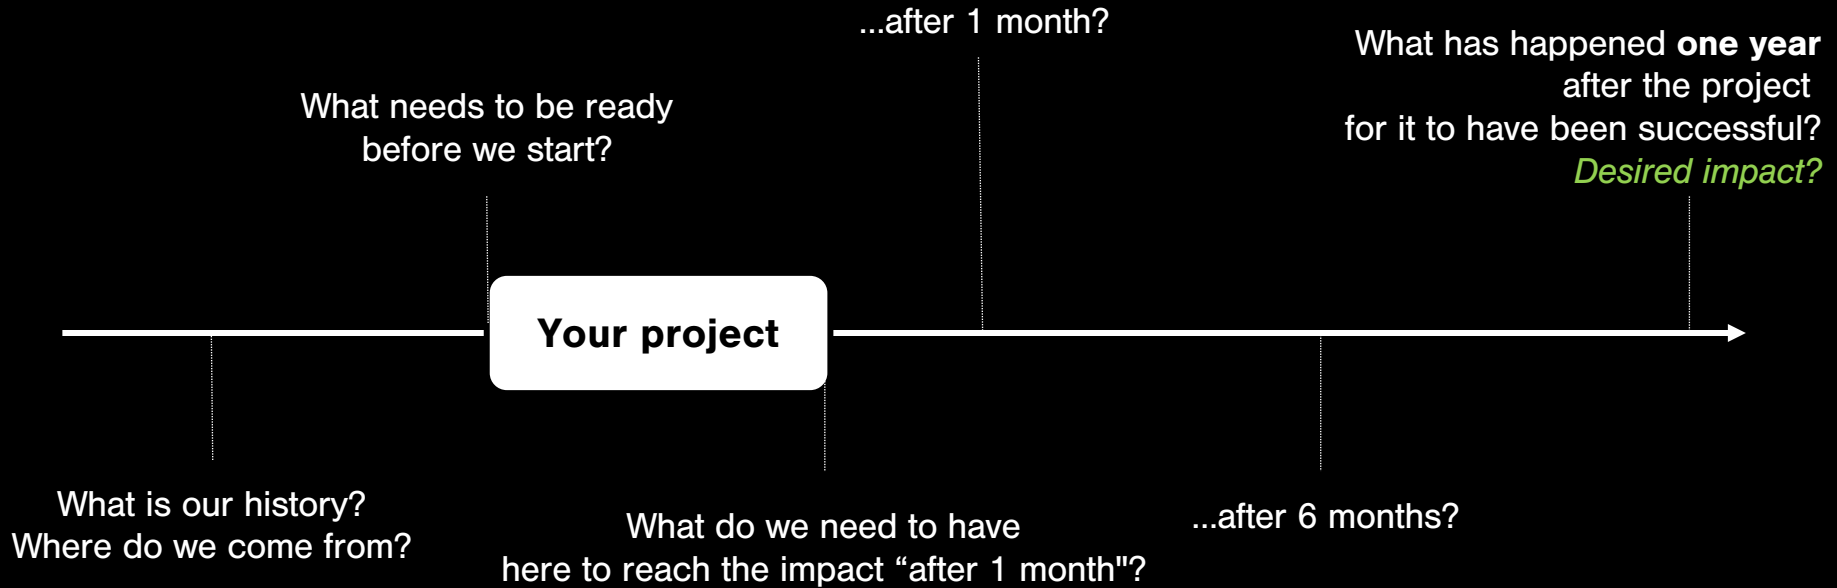 ...after 1 month?
What has happened one year
after the project
for it to have been successful?
Desired impact?
What needs to be ready
before we start?
Your project
What is our history?
Where do we come from?
What do we need to have
here to reach the impact “after 1 month"?
...after 6 months?